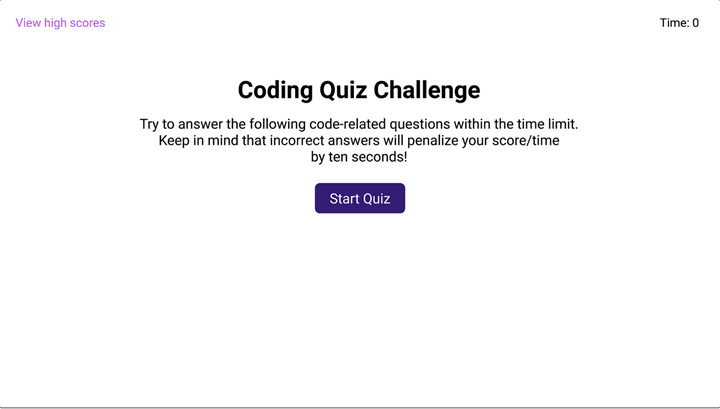 View high scores
Time: 0
Coding Quiz Challenge
Try to answer the following code-related questions within the time limit.
Keep in mind that incorrect answers will penalize your score/time
by ten seconds!
Start Quiz